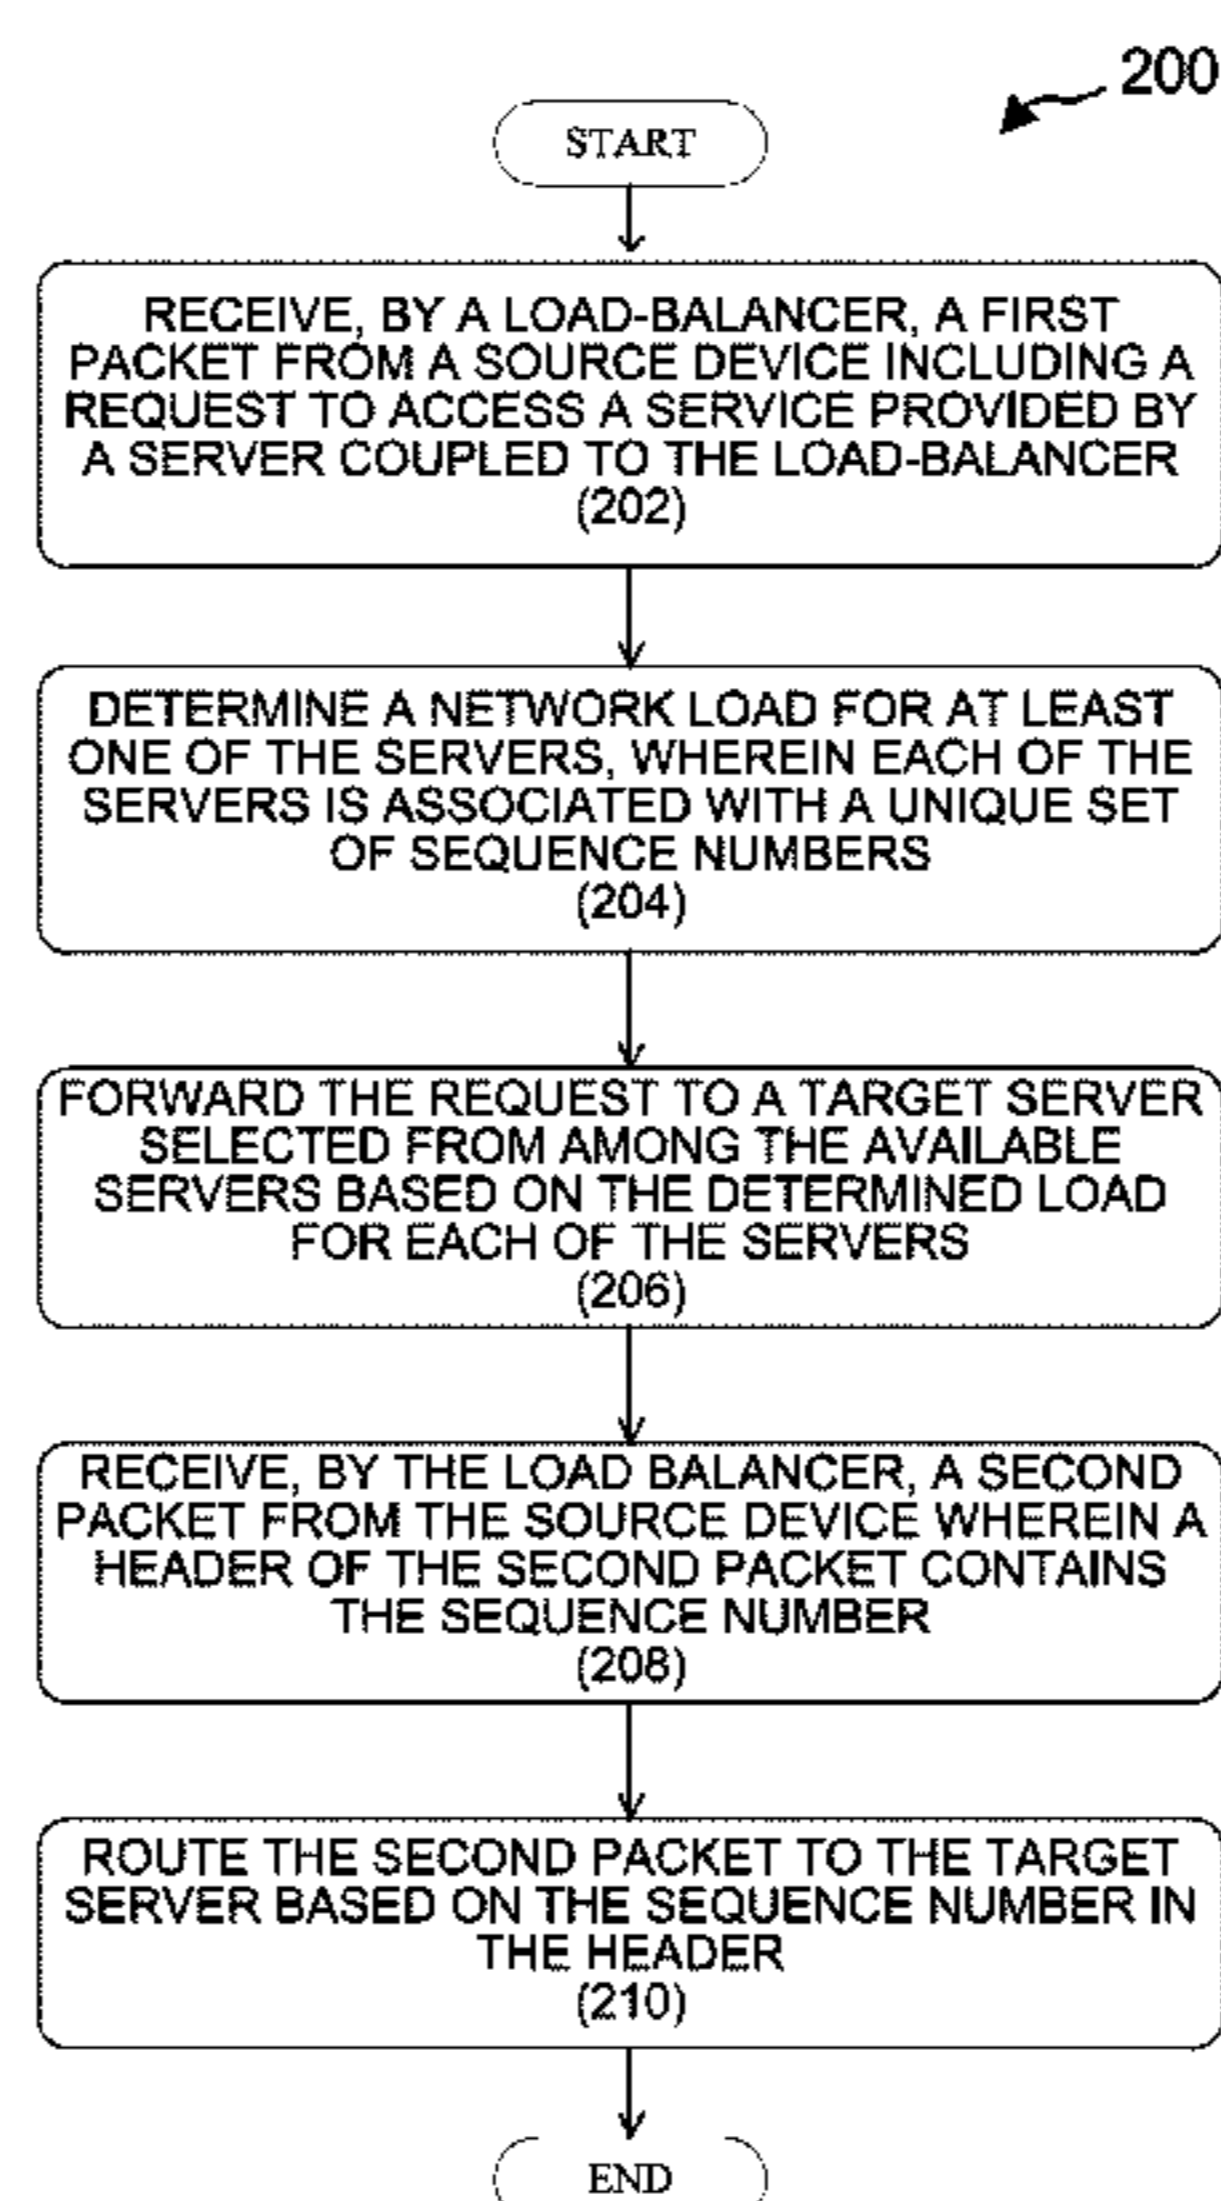 200
START
RECEIVE, BY A LOAD-BALANCER, A FIRST
PACKET FROM A SOURCE DEVICE INCLUDING A
REQUEST TO ACCESS A SERVICE PROVIDED BY
A SERVER COUPLED TO THE LOAD-BALANCER
(202)
DETERMINE A NETWORK LOAD FOR AT LEAST
ONE OF THE SERVERS, WHEREIN EACH OF THE
SERVERS IS ASSOCIATED WITH A UNIQUE SET
OF SEQUENCE NUMBERS
(204)
FORWARD THE REQUEST TO A TARGET SERVER
SELECTED FROM AMONG THE AVAILABLE
SERVERS BASED ON THE DETERMINED LOAD
FOR EACH OF THE SERVERS
(206)
RECEIVE, BY THE LOAD BALANCER, A SECOND
PACKET FROM THE SOURCE DEVICE WHEREIN A
HEADER OF THE SECOND PACKET CONTAINS
THE SEQUENCE NUMBER
(208)
ROUTE THE SECOND PACKET TO THE TARGET
SERVER BASED ON THE SEQUENCE NUMBER IN
THE HEADER
(210)
END